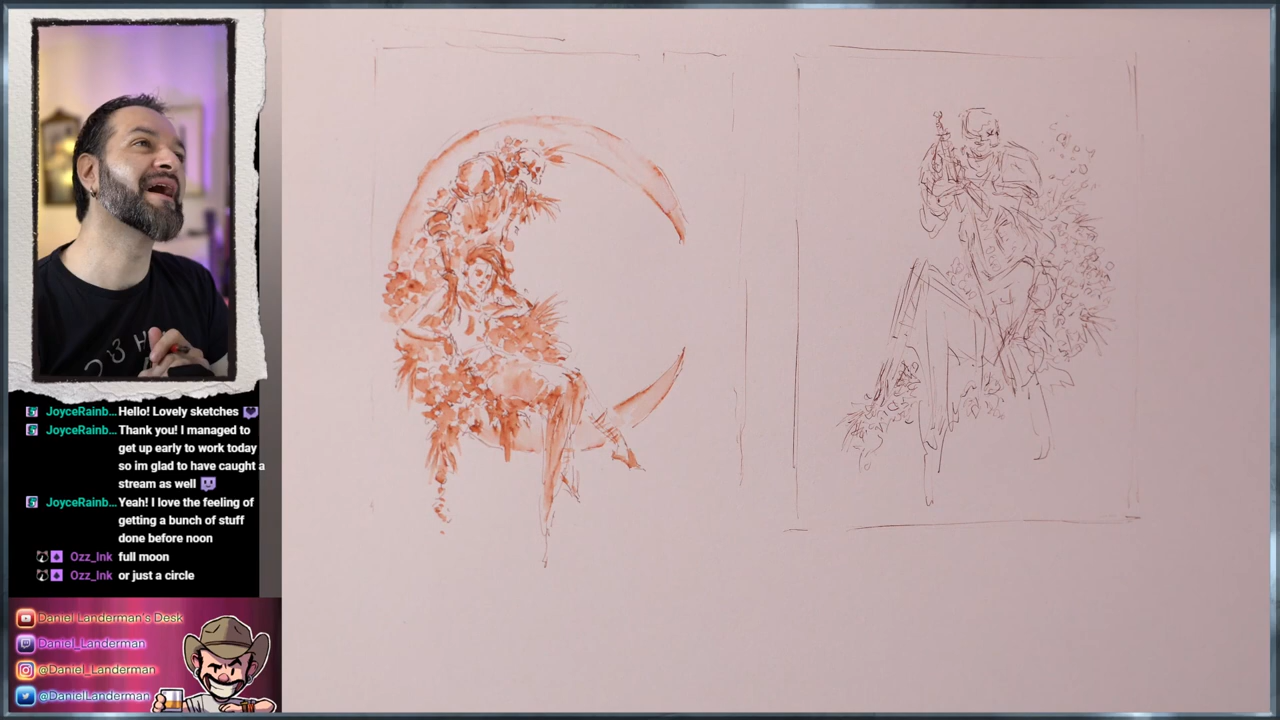 JoyceRainb... Hello! Lovely sketches
JoyceRainb... Thank you! I managed to
get up early to work today
so im glad to have caught a
stream as well
JoyceRainb... Yeah! I love the feeling of
getting a bunch of stuff
done before noon
Ozz_Ink full moon
Ozz_Ink or just a circle
Daniel Landerman's Desk
Daniel_Landerman
@Daniel_Landerman
@DanielLanderman